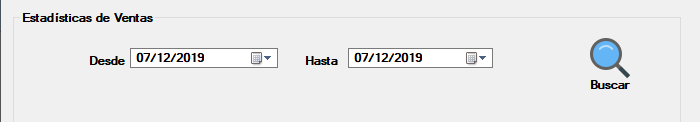 Estadísticas de Ventas
Desde 07/12/2019 Hasta 07/12/2019
Buscar